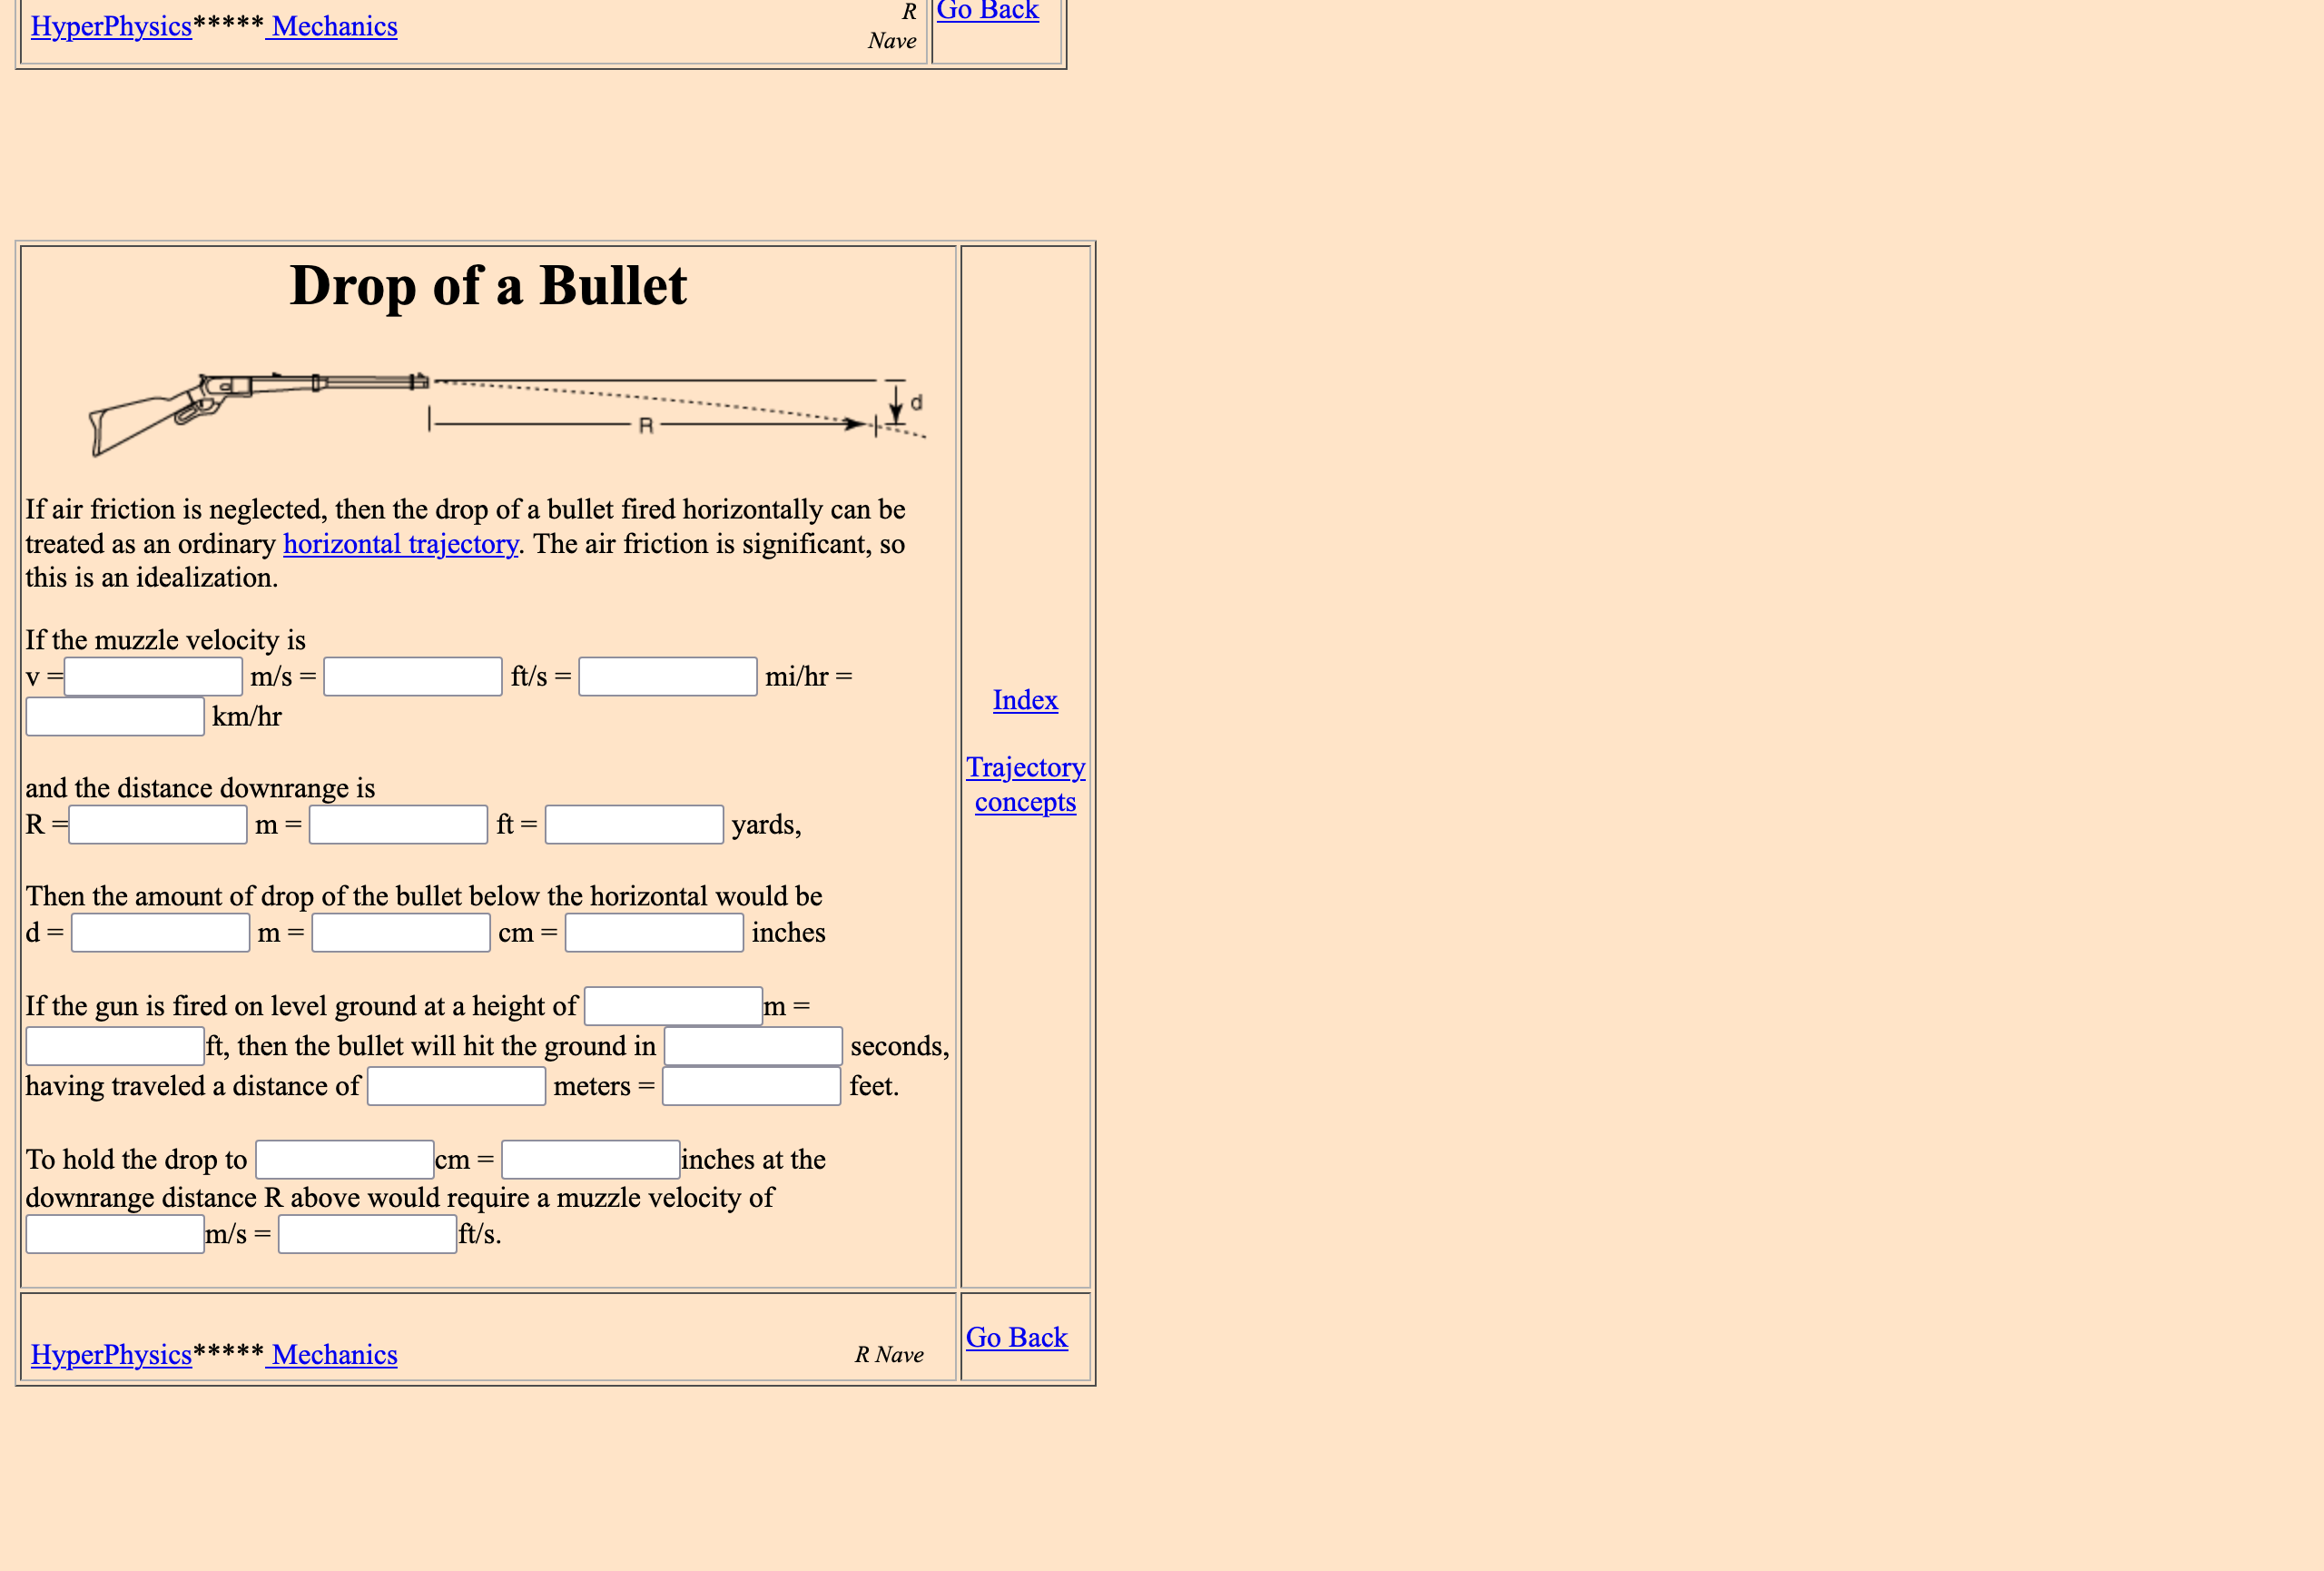 HyperPhysics***** Mechanics
R
Nave
Go Back
Drop of a Bullet
d
R
If air friction is neglected, then the drop of a bullet fired horizontally can be
treated as an ordinary horizontal trajectory. The air friction is significant, so
this is an idealization.
If the muzzle velocity is
v = m/s = ft/s = mi/hr =
km/hr
and the distance downrange is
R = m = ft = yards,
Then the amount of drop of the bullet below the horizontal would be
d = m = cm = inches
If the gun is fired on level ground at a height of m =
ft, then the bullet will hit the ground in seconds,
having traveled a distance of meters = feet.
To hold the drop to cm = inches at the
downrange distance R above would require a muzzle velocity of
m/s = ft/s.
Index
Trajectory
concepts
HyperPhysics***** Mechanics
R Nave
Go Back